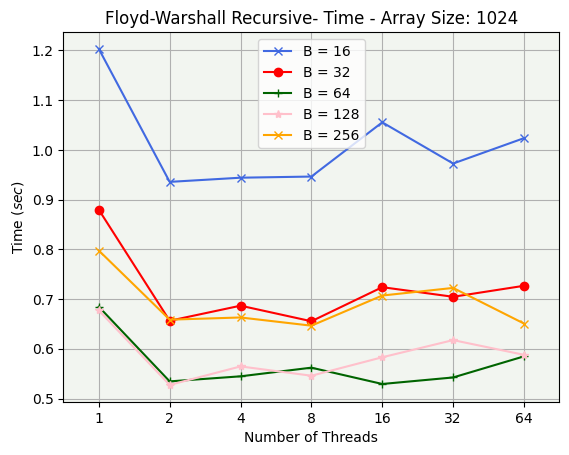 Floyd-Warshall Recursive- Time - Array Size: 1024
B = 16
B = 32
B = 64
B = 128
B = 256
Time (sec)
1.2
1.1
1.0
0.9
0.8
0.7
0.6
0.5
1 2 4 8 16 32 64
Number of Threads